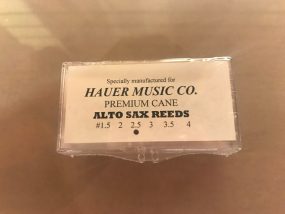 Specially manufactured for
HAUER MUSIC CO.
PREMIUM CANE
ALTO SAX REEDS
#1.5 2 2.5 3 3.5 4